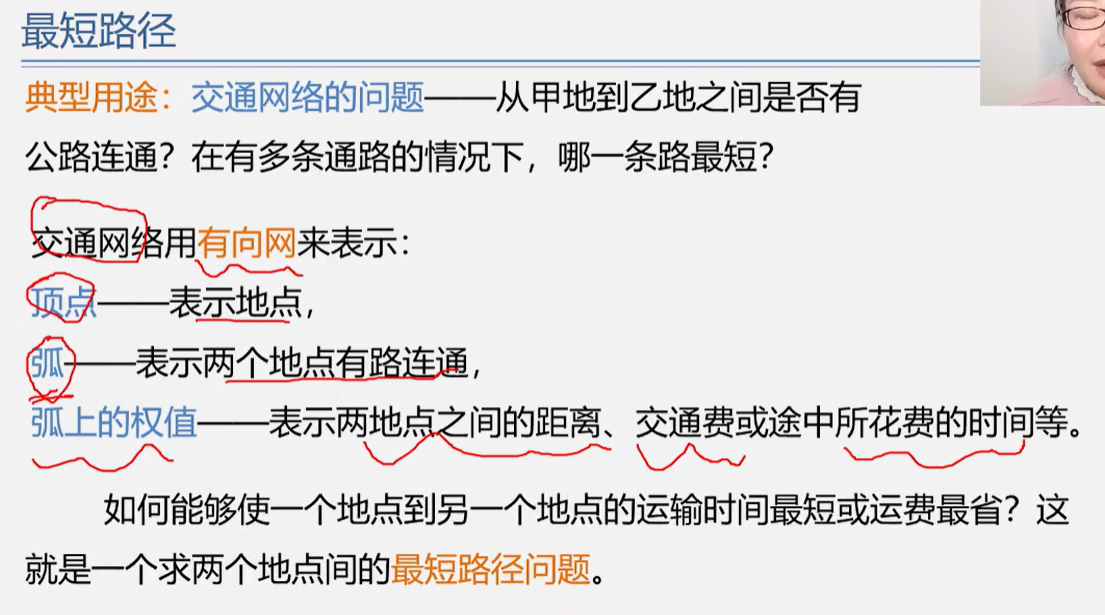 最短路径
典型用途：交通网络的问题——从甲地到乙地之间是否有
公路连通？在有多条通路的情况下，哪一条路最短？
交通网络用有向网来表示：
顶点——表示地点，
弧——表示两个地点有路连通，
弧上的权值——表示两地点之间的距离、交通费或途中所花费的时间等。
如何能够使一个地点到另一个地点的运输时间最短或运费最省？这
就是一个求两个地点间的最短路径问题。